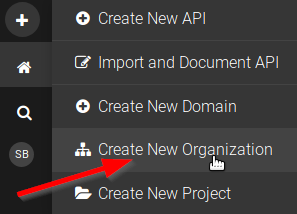 Create New API
Import and Document API
Create New Domain
Create New Organization
SB
Create New Project